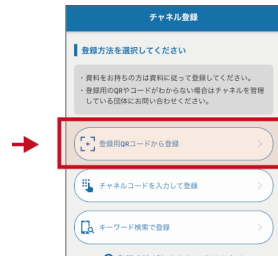 チャネル登録
登録方法を選択してください
・資料をお持ちの方は資料に従って登録してください。
・登録用のQRやコードがわからない場合はチャネルを管理
している団体にお問い合わせください。
登録用QRコードから登録
チャネルコードを入力して登録
キーワード検索で登録